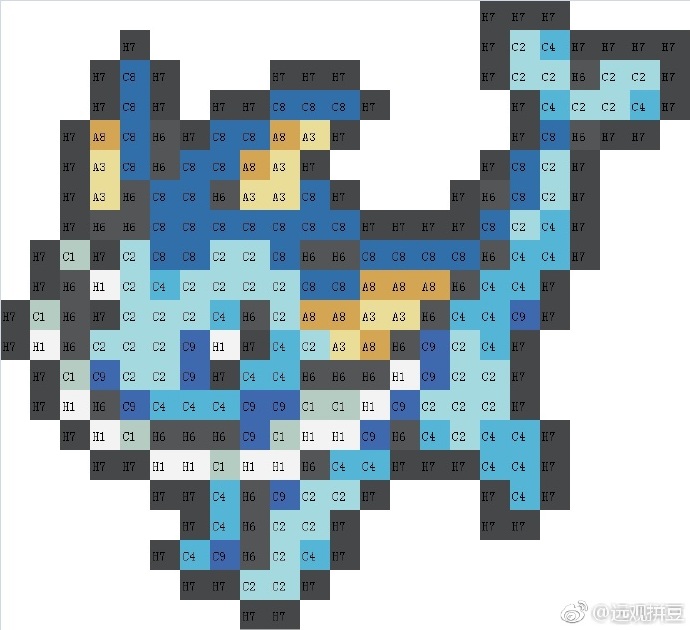 H7 H7 H7
H7 H7 C2 C4 H7 H7 H7 H7
H7 C8 H7 H7 H7 H7 H7 C2 C2 H6 C2 C2 H7
H7 C8 H7 H7 H7 C8 C8 C8 H7 H7 C4 C2 C2 C4 H7
H7 A8 C8 H6 H7 C8 C8 A8 A3 H7 H7 C8 H6 H7 H7
H7 A3 C8 H6 C8 C8 A8 A3 H7 H7 C8 C2 H7
H7 A3 H6 C8 C8 H6 A3 A3 C8 H7 H7 H6 C8 C2 H7
H7 H6 H6 C8 C8 C8 C8 C8 C8 C8 H7 H7 H7 H7 C8 C2 C4 H7
H7 C1 H7 C2 C8 C8 C2 C2 C8 H6 H6 C8 C8 C8 C8 H6 C4 C4 H7
H7 H6 H1 C2 C4 C2 C2 C2 C2 C8 C8 A8 A8 A8 H6 C4 C4 H7
H7 C1 H6 H7 C2 C2 C2 C4 H6 C2 A8 A8 A3 A3 H6 C4 C4 C9 H7
H7 H1 H6 C2 C2 C2 C9 H1 H7 C4 C2 A3 A8 H6 C9 C2 C4 H7
H7 C1 C9 C2 C2 C9 H7 C4 C4 H6 H6 H6 H1 C9 C2 C2 H7
H7 H1 H6 C9 C4 C4 C4 C9 C9 C1 C1 H1 C9 C2 C2 C2 H7
H7 H1 C1 H6 H6 H6 C9 C1 H1 H1 C9 H6 C4 C2 C4 C4 H7
H7 H7 H1 H1 C1 H1 H1 H6 C4 C4 H7 H7 H7 C4 C4 H7
H7 H7 C4 H6 C9 C2 C2 H7 H7 C4 H7
H7 C4 H6 C2 C2 H7 H7 H7
H7 C4 C9 H6 C2 C4 H7
H7 H7 C2 C2 H7
H7 H7
@远观拼豆